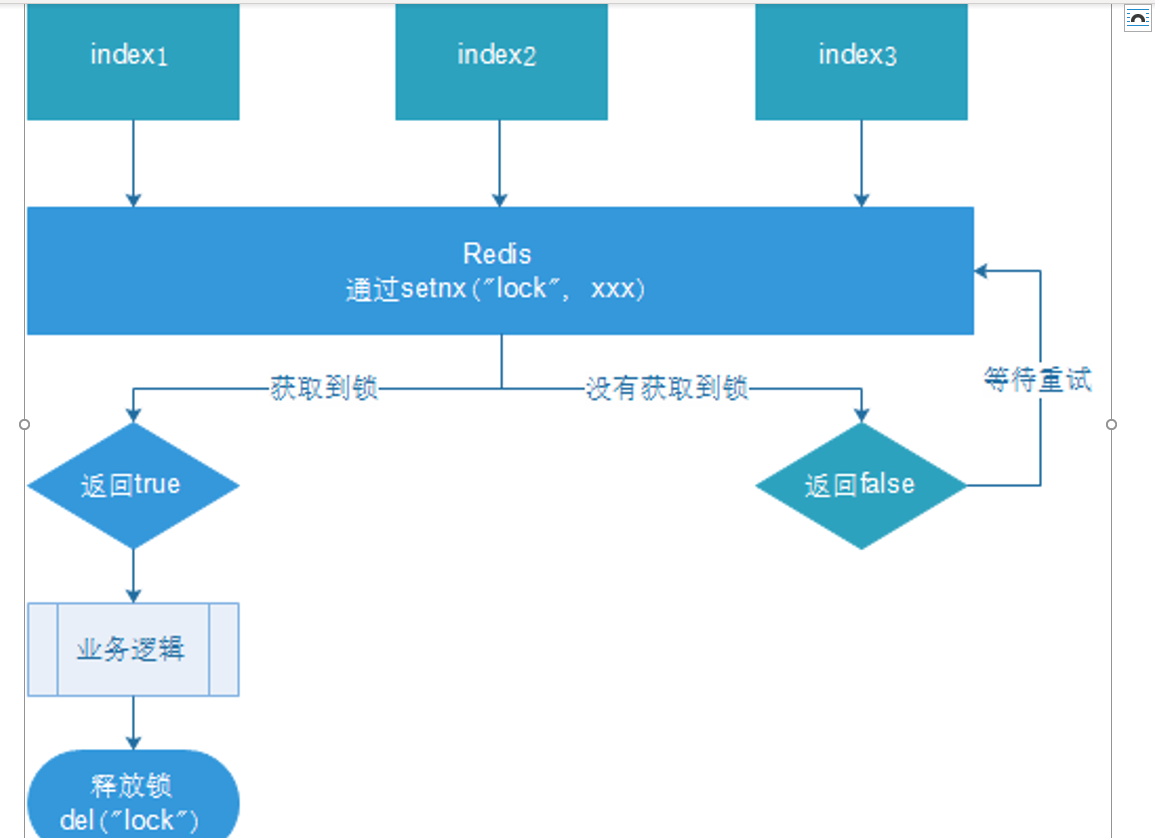 index1
index2
index3
Redis
通过setnx("lock", xxx)
获取到锁
没有获取到锁
等待重试
返回true
返回false
业务逻辑
释放锁
del("lock")